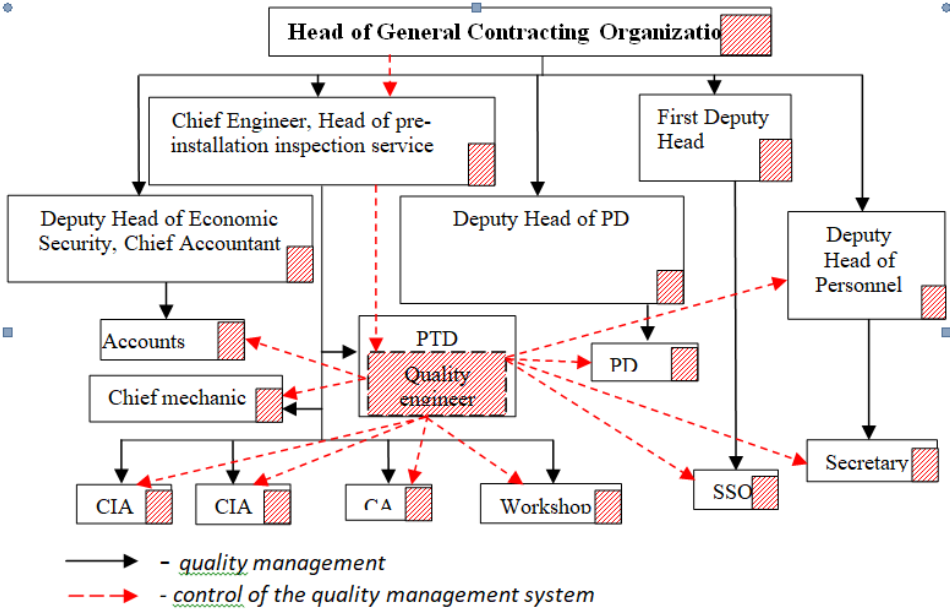 Head of General Contracting Organizatio
Chief Engineer, Head of pre-
installation inspection service
First Deputy
Head
Deputy Head of Economic
Security, Chief Accountant
Deputy Head of PD
Deputy
Head of
Personnel
Accounts
PTD
Quality
engineer
PD
Chief mechanic
Secretary
CIA
CIA
CA
Workshop
SSO
– quality management
- control of the quality management system